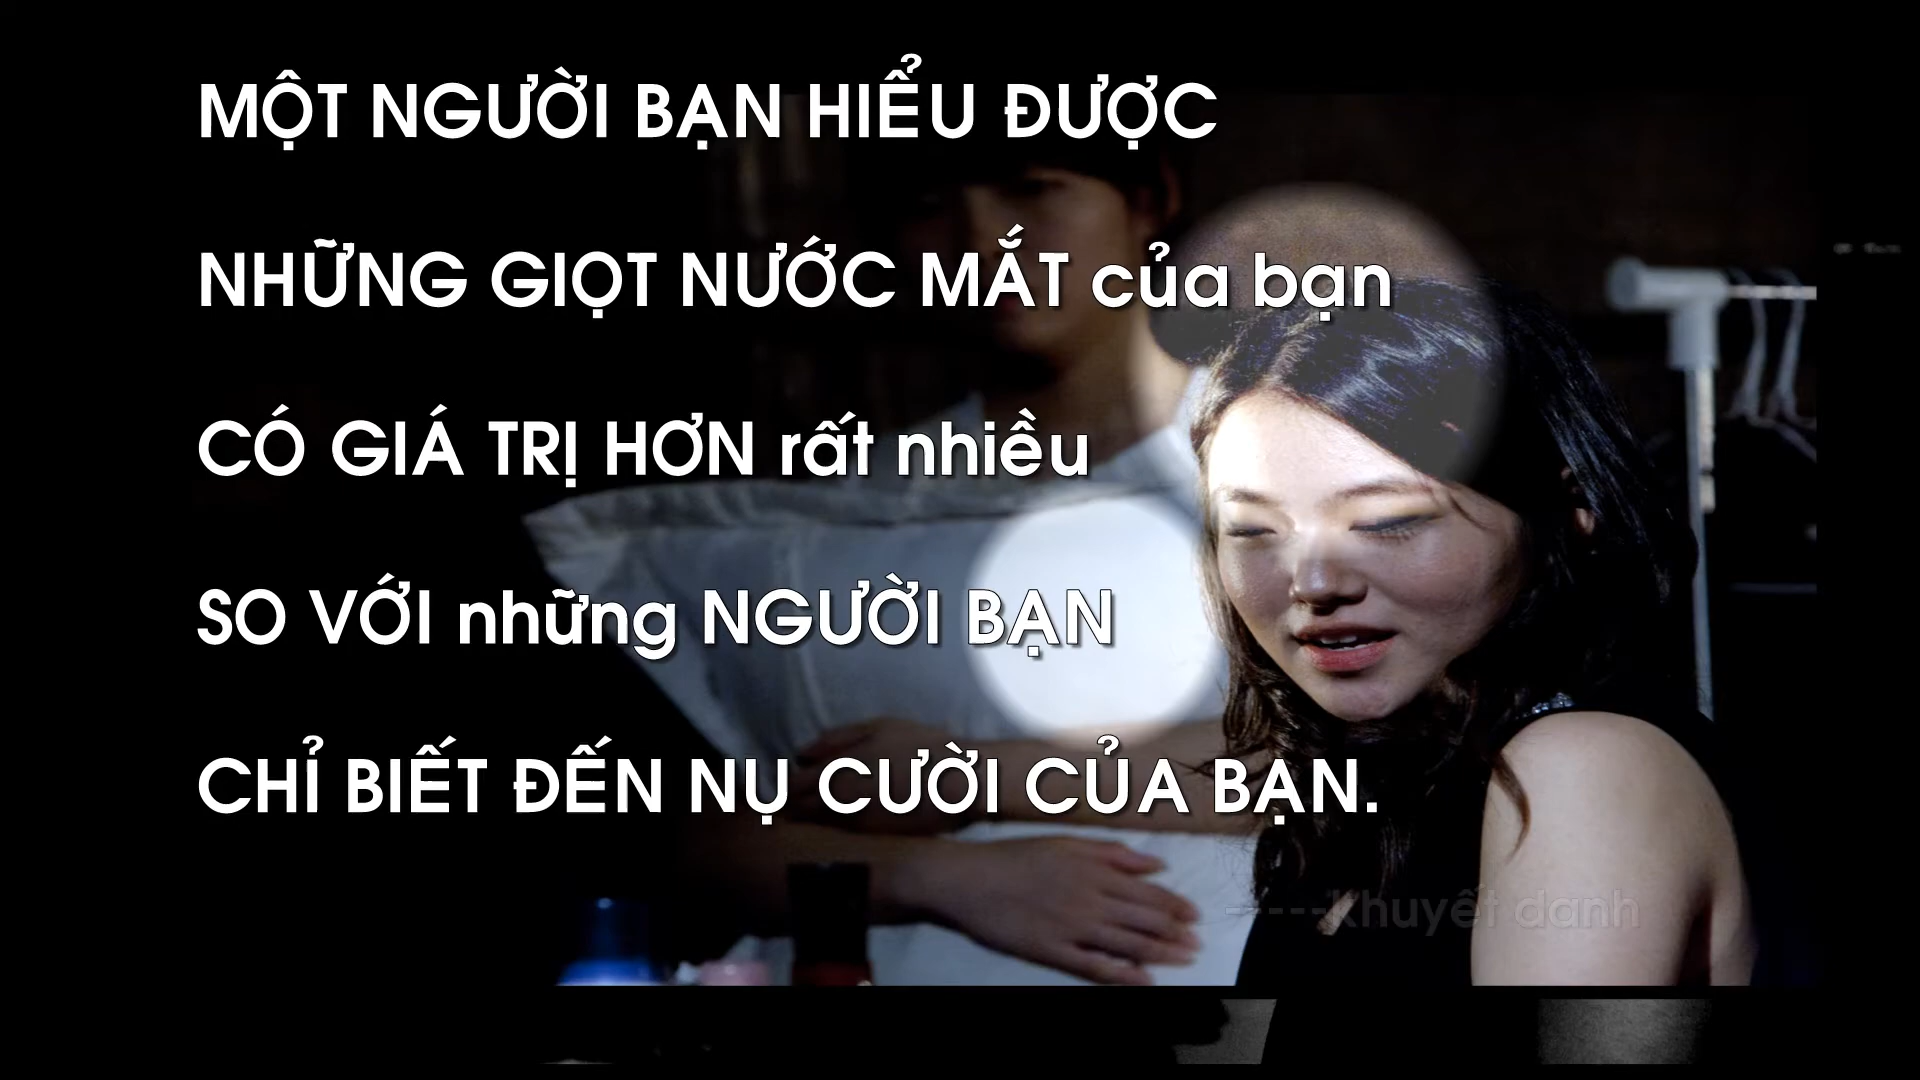 MỘT NGƯỜI BẠN HIỂU ĐƯỢC
NHỮNG GIỌT NƯỚC MẮT của bạn
CÓ GIÁ TRỊ HƠN rất nhiều
SO VỚI những NGƯỜI BẠN
CHỈ BIẾT ĐẾN NỤ CƯỜI CỦA BẠN.
-----Khuyết danh